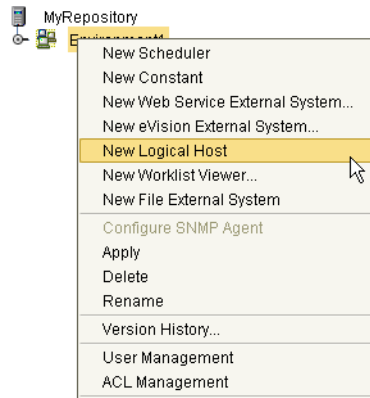 MyRepository
New Scheduler
New Constant
New Web Service External System...
New eVision External System...
New Logical Host
New Worklist Viewer...
New File External System
Configure SNMP Agent
Apply
Delete
Rename
Version History...
User Management
ACL Management